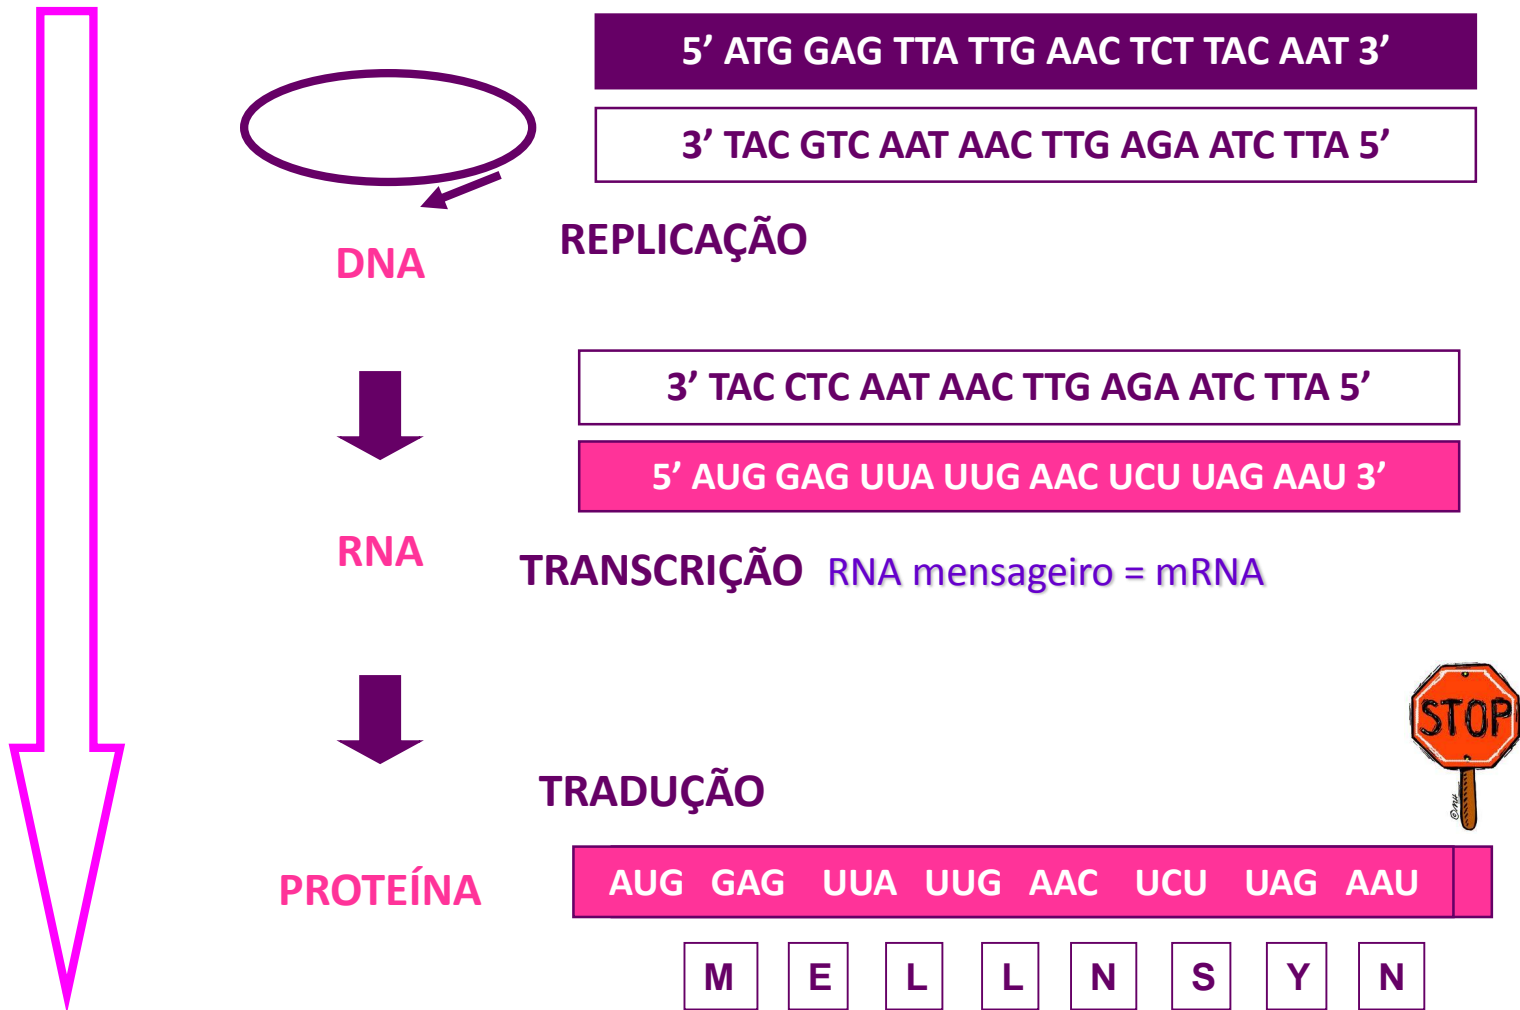 5’ ATG GAG TTA TTG AAC TCT TAC AAT 3’
3’ TAC GTC AAT AAC TTG AGA ATC TTA 5’
REPLICAÇÃO
DNA
3’ TAC CTC AAT AAC TTG AGA ATC TTA 5’
5’ AUG GAG UUA UUG AAC UCU UAG AAU 3’
RNA
TRANSCRIÇÃO RNA mensageiro = mRNA
STOP
TRADUÇÃO
PROTEÍNA
AUG GAG UUA UUG AAC UCU UAG AAU
M E L L N S Y N